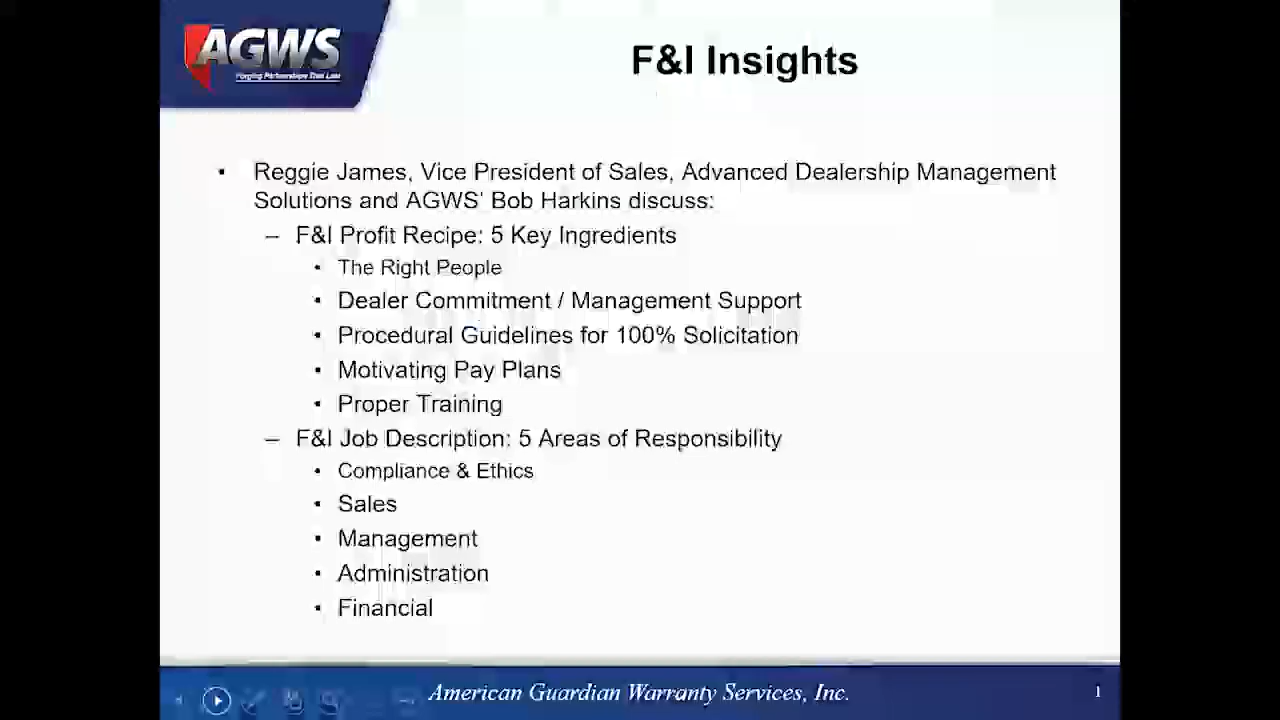 AGWS
Forging Partnerships That Last
F&I Insights
• Reggie James, Vice President of Sales, Advanced Dealership Management
Solutions and AGWS' Bob Harkins discuss:
– F&I Profit Recipe: 5 Key Ingredients
• The Right People
• Dealer Commitment / Management Support
• Procedural Guidelines for 100% Solicitation
• Motivating Pay Plans
• Proper Training
– F&I Job Description: 5 Areas of Responsibility
• Compliance & Ethics
• Sales
• Management
• Administration
• Financial
American Guardian Warranty Services, Inc.
1